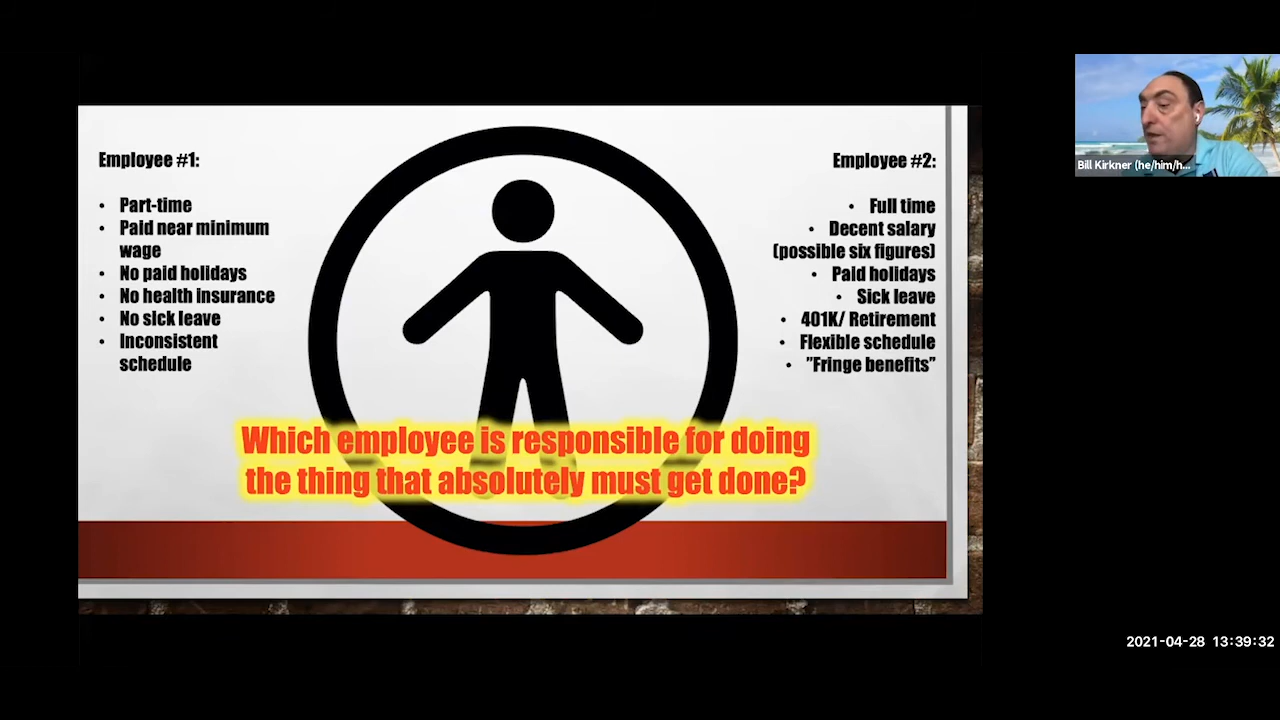 Employee #1:
• Part-time
• Paid near minimum
wage
• No paid holidays
• No health insurance
• No sick leave
• Inconsistent
schedule
Employee #2:
• Full time
• Decent salary
(possible six figures)
• Paid holidays
• Sick leave
• 401K/ Retirement
• Flexible schedule
• ”Fringe benefits”
Which employee is responsible for doing
the thing that absolutely must get done?
Bill Kirkner (he/him/h...
2021-04-28 13:39:32